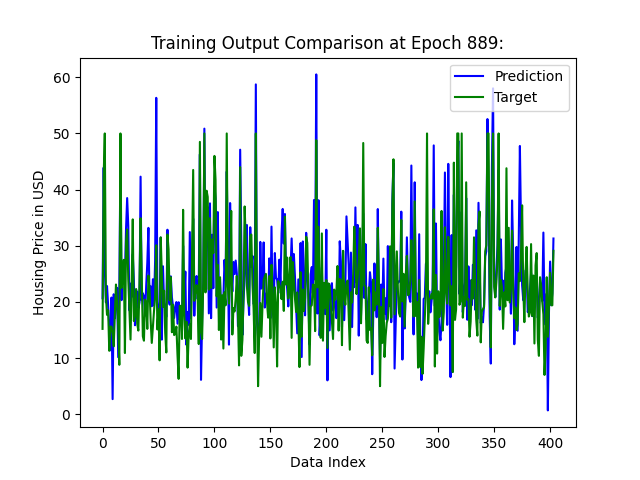 Training Output Comparison at Epoch 889:
Prediction
Target
Housing Price in USD
60
50
40
30
20
10
0
0 50 100 150 200 250 300 350 400
Data Index